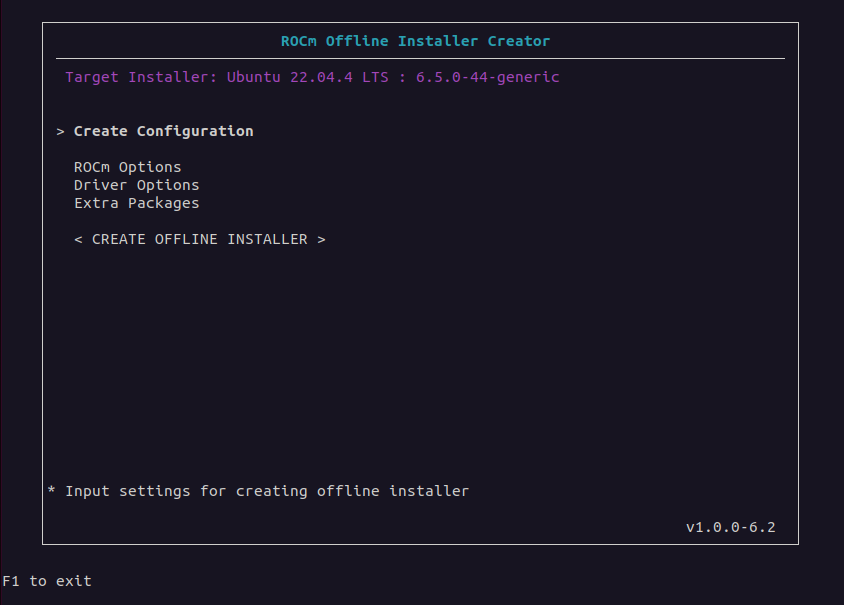 ROCm Offline Installer Creator
Target Installer: Ubuntu 22.04.4 LTS : 6.5.0-44-generic
> Create Configuration
ROCm Options
Driver Options
Extra Packages
< CREATE OFFLINE INSTALLER >
* Input settings for creating offline installer
v1.0.0-6.2
F1 to exit